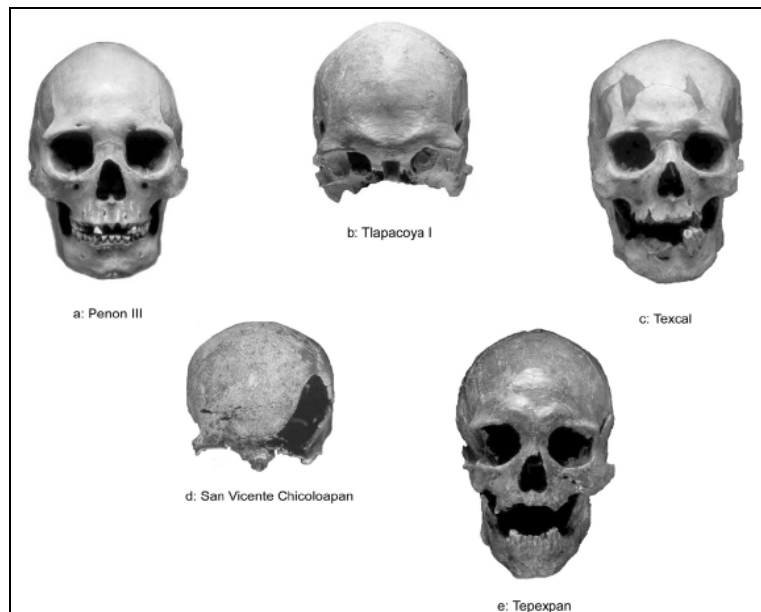 a: Penon III
b: Tlapacoya I
c: Texcal
d: San Vicente Chicoloapan
e: Tepexpan